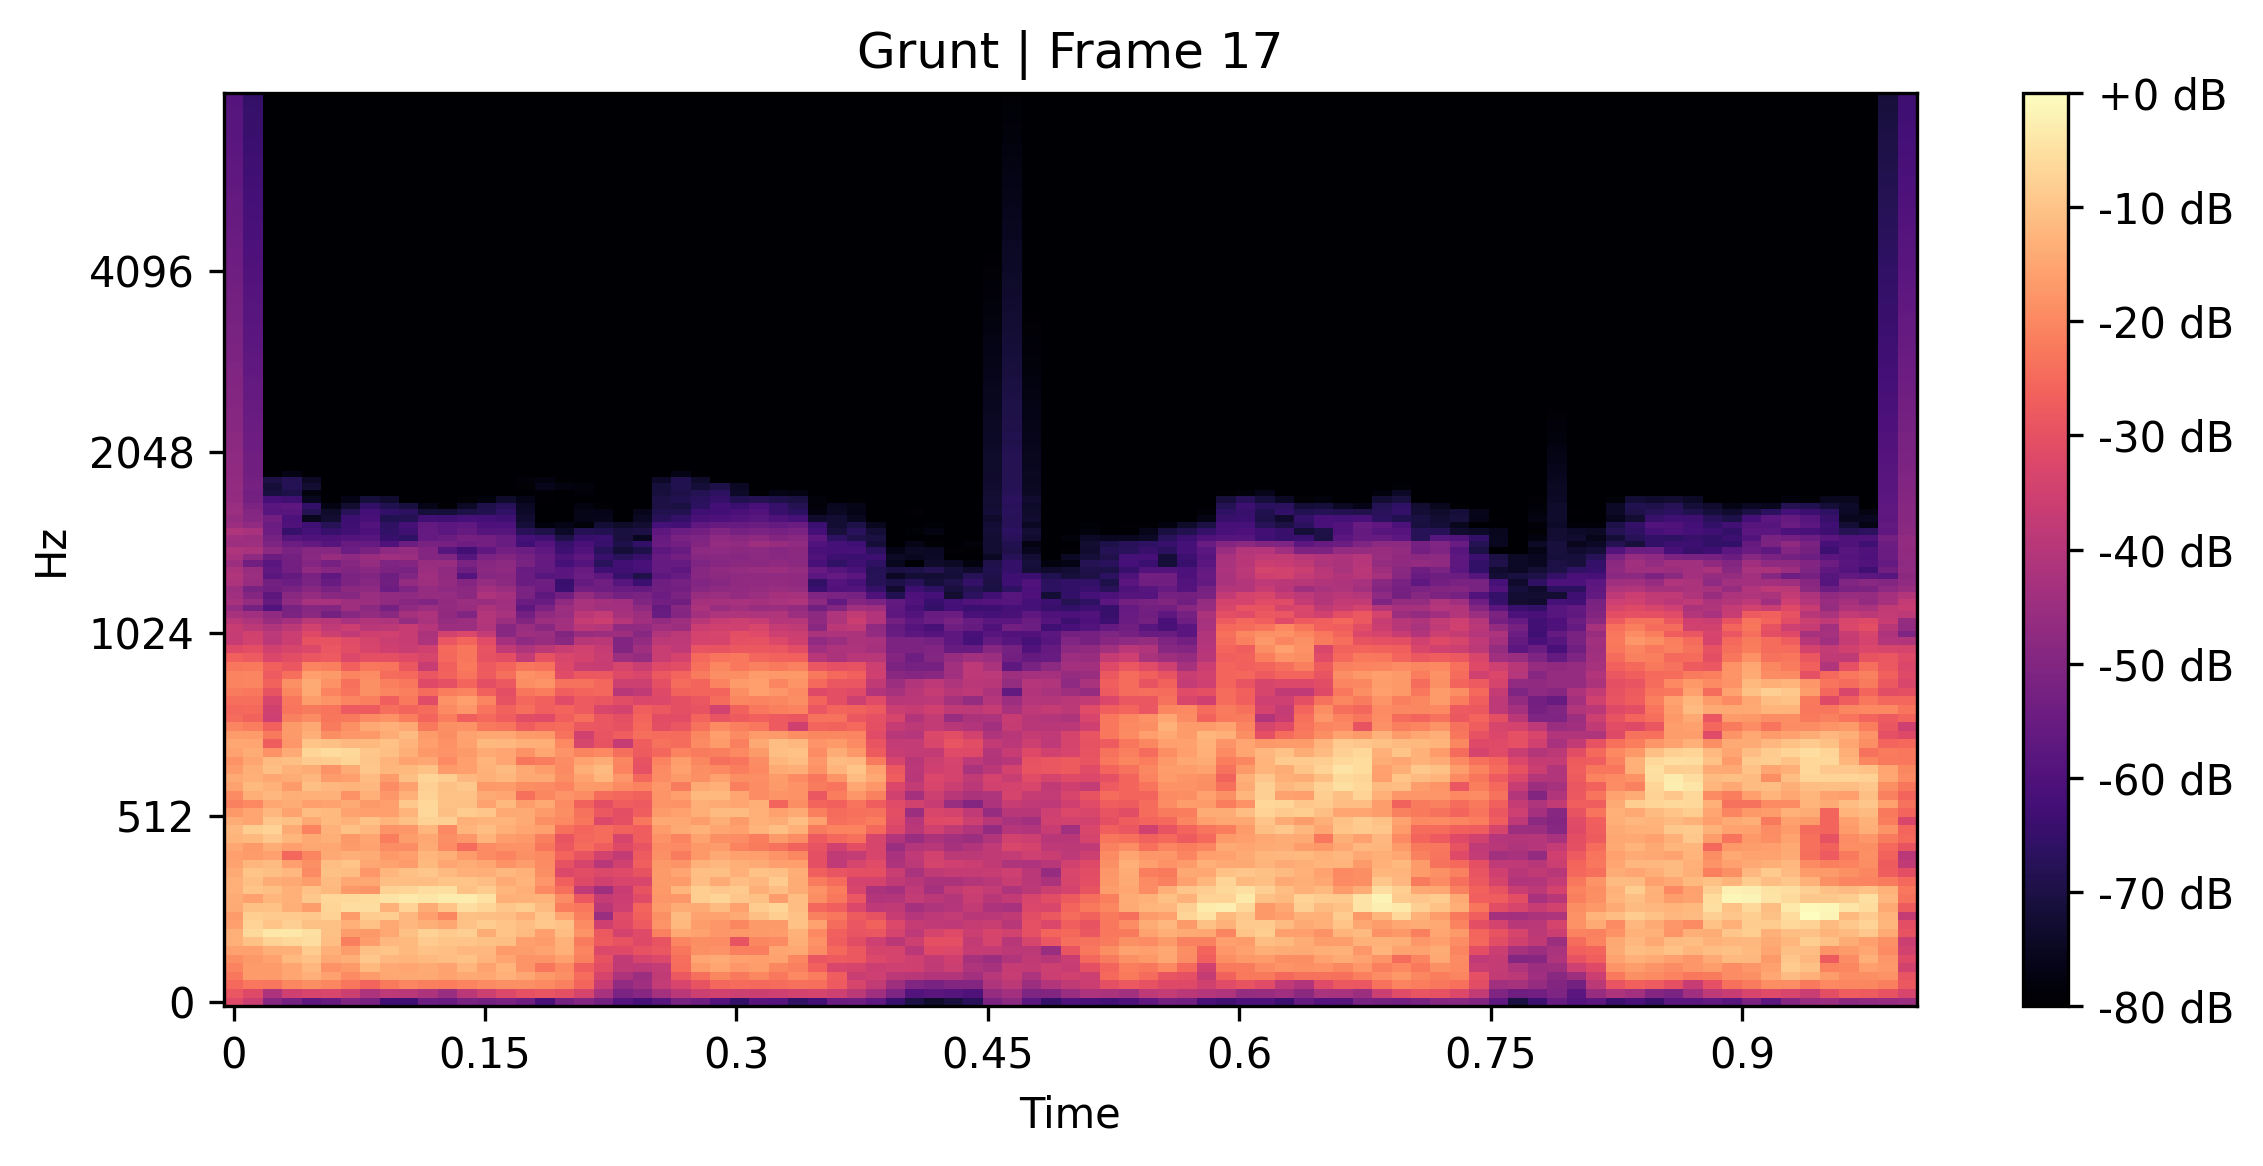 Grunt | Frame 17
+0 dB
-10 dB
-20 dB
-30 dB
-40 dB
-50 dB
-60 dB
-70 dB
-80 dB
4096
2048
1024
512
0
Hz
0 0.15 0.3 0.45 0.6 0.75 0.9
Time